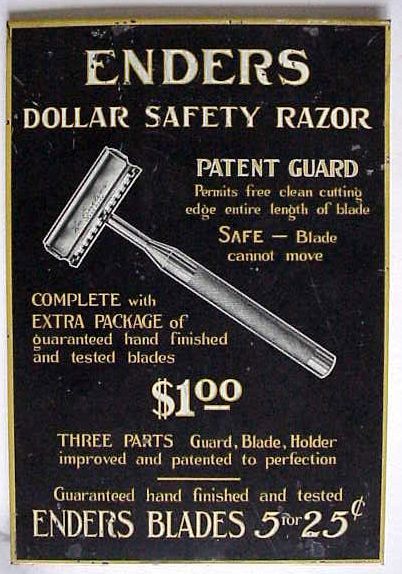 ENDERS
DOLLAR SAFETY RAZOR
PATENT GUARD
Permits free clean cutting
edge entire length of blade
SAFE — Blade
cannot move
COMPLETE with
EXTRA PACKAGE of
guaranteed hand finished
and tested blades
$1.00
THREE PARTS Guard, Blade, Holder
improved and patented to perfection
Guaranteed hand finished and tested
ENDERS BLADES 5 for 25¢